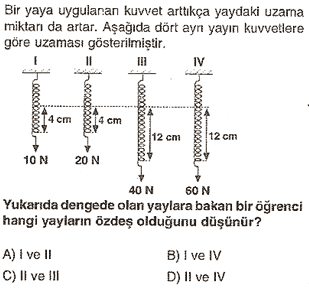 Bir yaya uygulanan kuvvet arttıkça yaydaki uzama
miktarı da artar. Aşağıda dört ayrı yayın kuvvetlere
göre uzaması gösterilmiştir.
I II III IV
4 cm 4 cm 12 cm 12 cm
10 N 20 N
40 N 60 N
Yukarıda dengede olan yaylara bakan bir öğrenci
hangi yayların özdeş olduğunu düşünür?
A) I ve II B) I ve IV
C) II ve III D) II ve IV